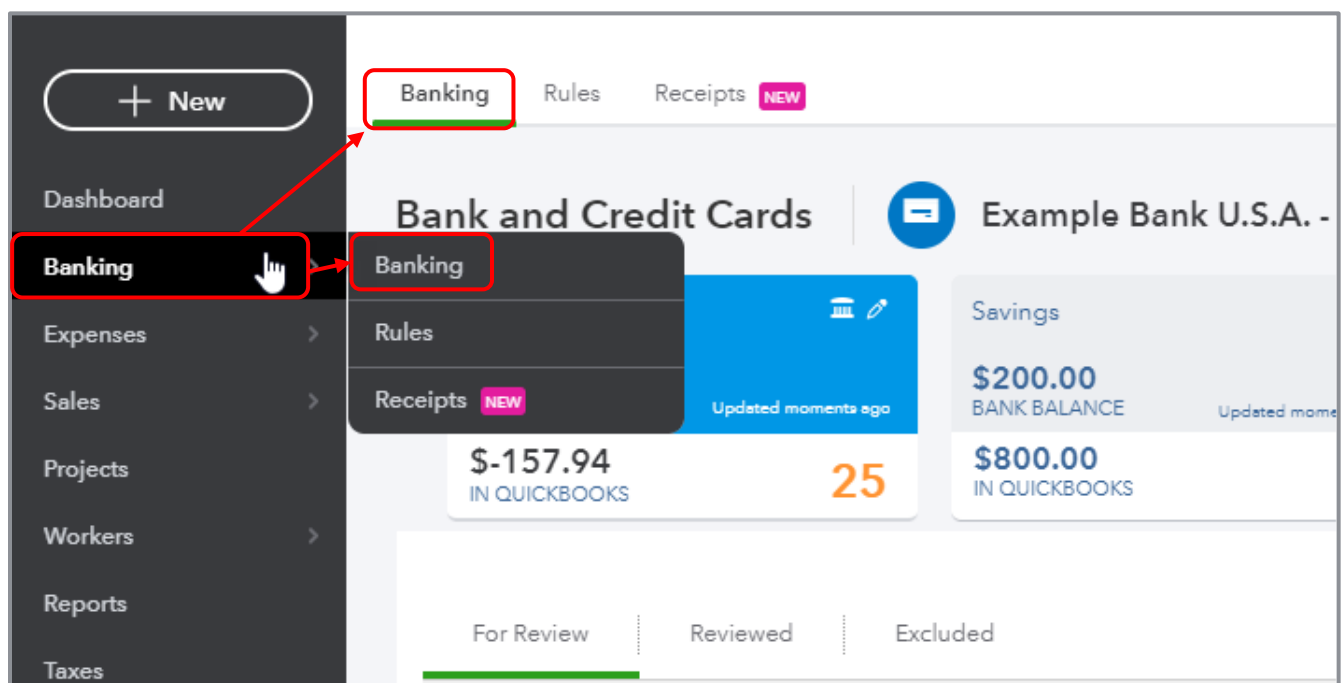 + New
Dashboard
Banking
Expenses
Sales
Projects
Workers
Reports
Taxes
Banking
Rules
Receipts NEW
Banking Rules Receipts NEW
Bank and Credit Cards Example Bank U.S.A. -
Updated moments ago
$-157.94
IN QUICKBOOKS
25
Savings
$200.00
BANK BALANCE Updated mome
$800.00
IN QUICKBOOKS
For Review Reviewed Excluded